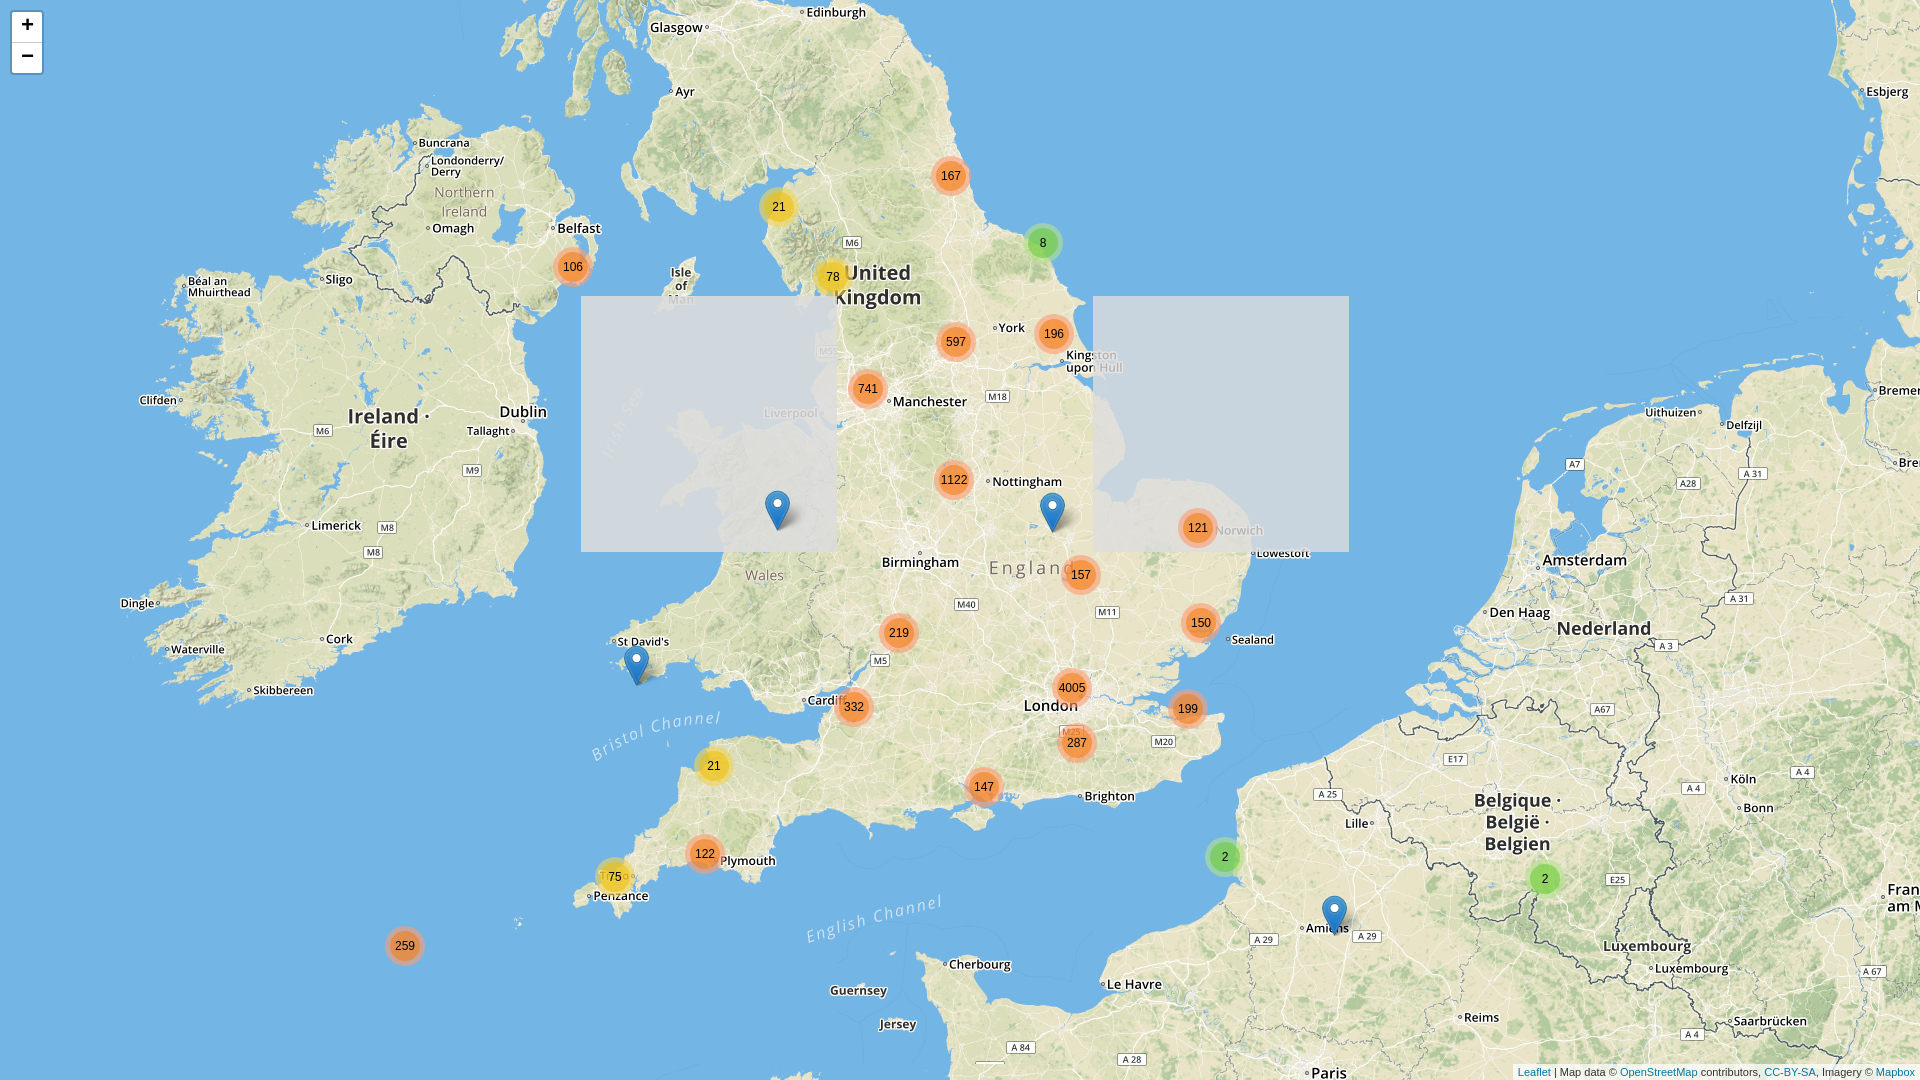 +
−
Edinburgh
Glasgow
Ayr
Esbjerg
Buncrana
Londonderry/
Derry
Northern
Ireland
Omagh
Belfast
167
21
8
M6
106
78
United
Kingdom
Isle
of
Man
Sligo
Béal an
Mhuirthead
York
196
597
M55
Kingston
upon Hull
741
Manchester
M18
Liverpool
Irish Sea
Clifden
Ireland ·
Éire
Dublin
Tallaght
M6
M9
Uithuizen
Delfzijl
Bremer
A7
A 31
A28
Bre
1122
Nottingham
121
Norwich
Lowestoft
Limerick
M8
M8
Birmingham
England
157
Wales
Amsterdam
Dingle
M40
M11
A 31
Den Haag
Nederland
Cork
Waterville
219
150
Sealand
St David's
M5
A 3
Skibbereen
4005
London
Cardiff
332
199
A67
Bristol Channel
M25
287
M20
E17
21
147
Brighton
A 25
Köln
A 4
A 4
Bonn
Lille
Belgique ·
België ·
Belgien
122
Plymouth
2
75
Penzance
2
E25
Fran
am M
English Channel
Amiens
A 29
A 29
259
Luxembourg
Luxembourg
A 67
Cherbourg
Le Havre
Guernsey
Jersey
Reims
Saarbrücken
A 4
A 84
A 28
Paris
Leaflet | Map data © OpenStreetMap contributors, CC-BY-SA, Imagery © Mapbox